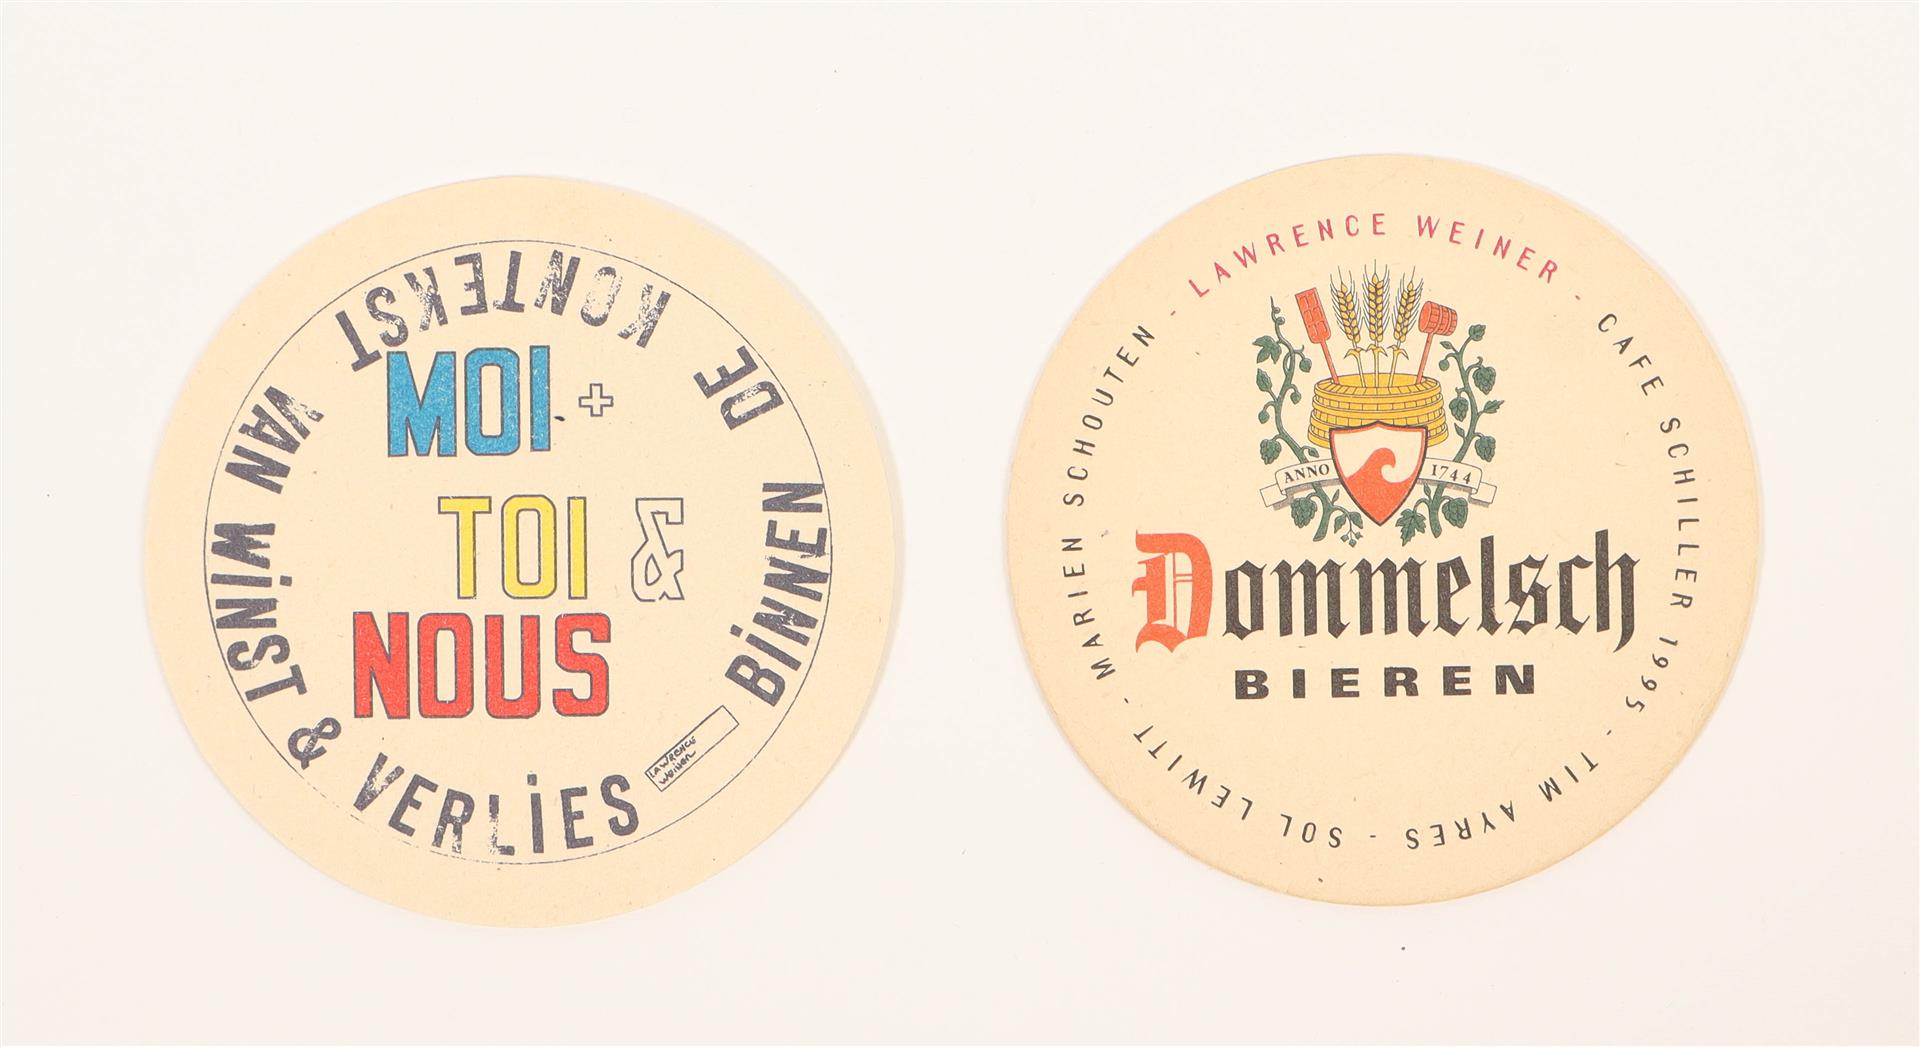 BINNEN DE KONTEKST VAN WINST & VERLIES
MOI +
TOI &
NOUS
LAWRENCE
WEINER
LAWRENCE WEINER - CAFE SCHILLER 1995 - TIM AYRES - SOL LEWITT - MARIEN SCHOUTEN -
ANNO 1744
Dommelsch
BIEREN